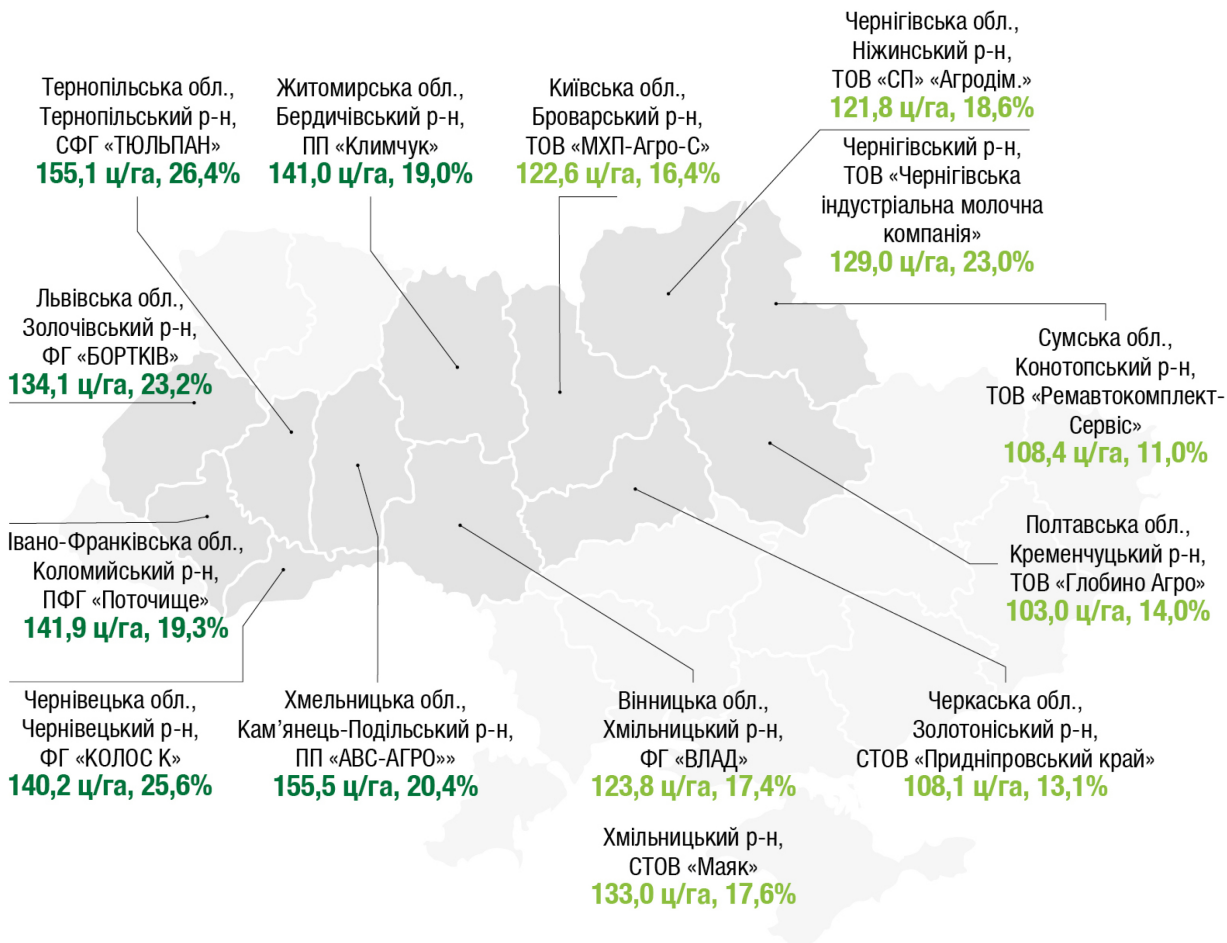 Чернігівська обл.,
Ніжинський р-н,
ТОВ «СП» «Агродім.»
121,8 ц/га, 18,6%
Чернігівський р-н,
ТОВ «Чернігівська
індустріальна молочна
компанія»
129,0 ц/га, 23,0%
Тернопільська обл.,
Тернопільський р-н,
СФГ «ТЮЛЬПАН»
155,1 ц/га, 26,4%
Житомирська обл.,
Бердичівський р-н,
ПП «Климчук»
141,0 ц/га, 19,0%
Київська обл.,
Броварський р-н,
ТОВ «МХП-Агро-С»
122,6 ц/га, 16,4%
Львівська обл.,
Золочівський р-н,
ФГ «БОРТКІВ»
134,1 ц/га, 23,2%
Сумська обл.,
Конотопський р-н,
ТОВ «Ремавтокомплект-
Сервіс»
108,4 ц/га, 11,0%
Івано-Франківська обл.,
Коломийський р-н,
ПФГ «Поточище»
141,9 ц/га, 19,3%
Полтавська обл.,
Кременчуцький р-н,
ТОВ «Глобино Агро»
103,0 ц/га, 14,0%
Чернівецька обл.,
Чернівецький р-н,
ФГ «КОЛОС К»
140,2 ц/га, 25,6%
Хмельницька обл.,
Кам’янець-Подільський р-н,
ПП «АВС-АГРО»»
155,5 ц/га, 20,4%
Вінницька обл.,
Хмільницький р-н,
ФГ «ВЛАД»
123,8 ц/га, 17,4%
Хмільницький р-н,
СТОВ «Маяк»
133,0 ц/га, 17,6%
Черкаська обл.,
Золотоніський р-н,
СТОВ «Придніпровський край»
108,1 ц/га, 13,1%